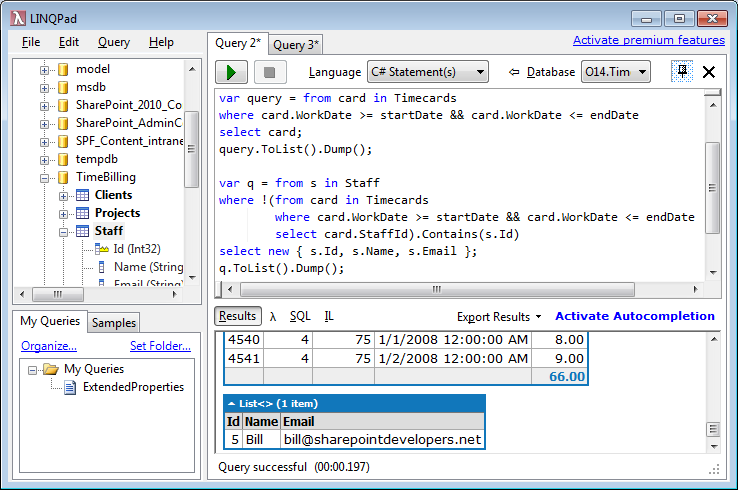 LINQPad
File Edit Query Help
model
msdb
SharePoint_2010_Co
SharePoint_AdminC
SPF_Content_intrane
tempdb
TimeBilling
Clients
Projects
Staff
Id (Int32)
Name (String
Email (String
My Queries Samples
Organize... Set Folder...
My Queries
ExtendedProperties
Query 2* Query 3*
Activate premium features
Language C# Statement(s) Database O14.Tim
var query = from card in Timecards
where card.WorkDate >= startDate && card.WorkDate <= endDate
select card;
query.ToList().Dump();
var q = from s in Staff
where !(from card in Timecards
where card.WorkDate >= startDate && card.WorkDate <= endDate
select card.StaffId).Contains(s.Id)
select new { s.Id, s.Name, s.Email };
q.ToList().Dump();
Results λ SQL IL Export Results Activate Autocompletion
4540 4 75 1/1/2008 12:00:00 AM 8.00
4541 4 75 1/2/2008 12:00:00 AM 9.00
66.00
List<> (1 item)
Id Name Email
5 Bill bill@sharepointdevelopers.net
Query successful (00:00.197)